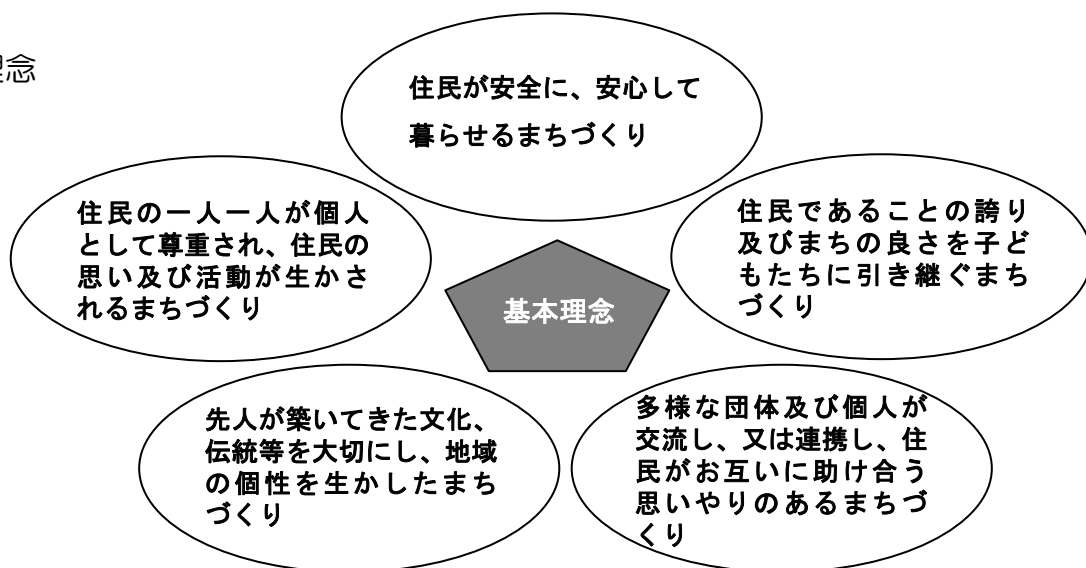 理念
住民が安全に、安心して
暮らせるまちづくり
住民の一人一人が個人
として尊重され、住民の
思い及び活動が生かさ
れるまちづくり
住民であることの誇り
及びまちの良さを子ど
もたちに引き継ぐまち
づくり
基本理念
先人が築いてきた文化、
伝統等を大切にし、地域
の個性を生かしたまち
づくり
多様な団体及び個人が
交流し、又は連携し、住
民がお互いに助け合う
思いやりのあるまちづ
くり